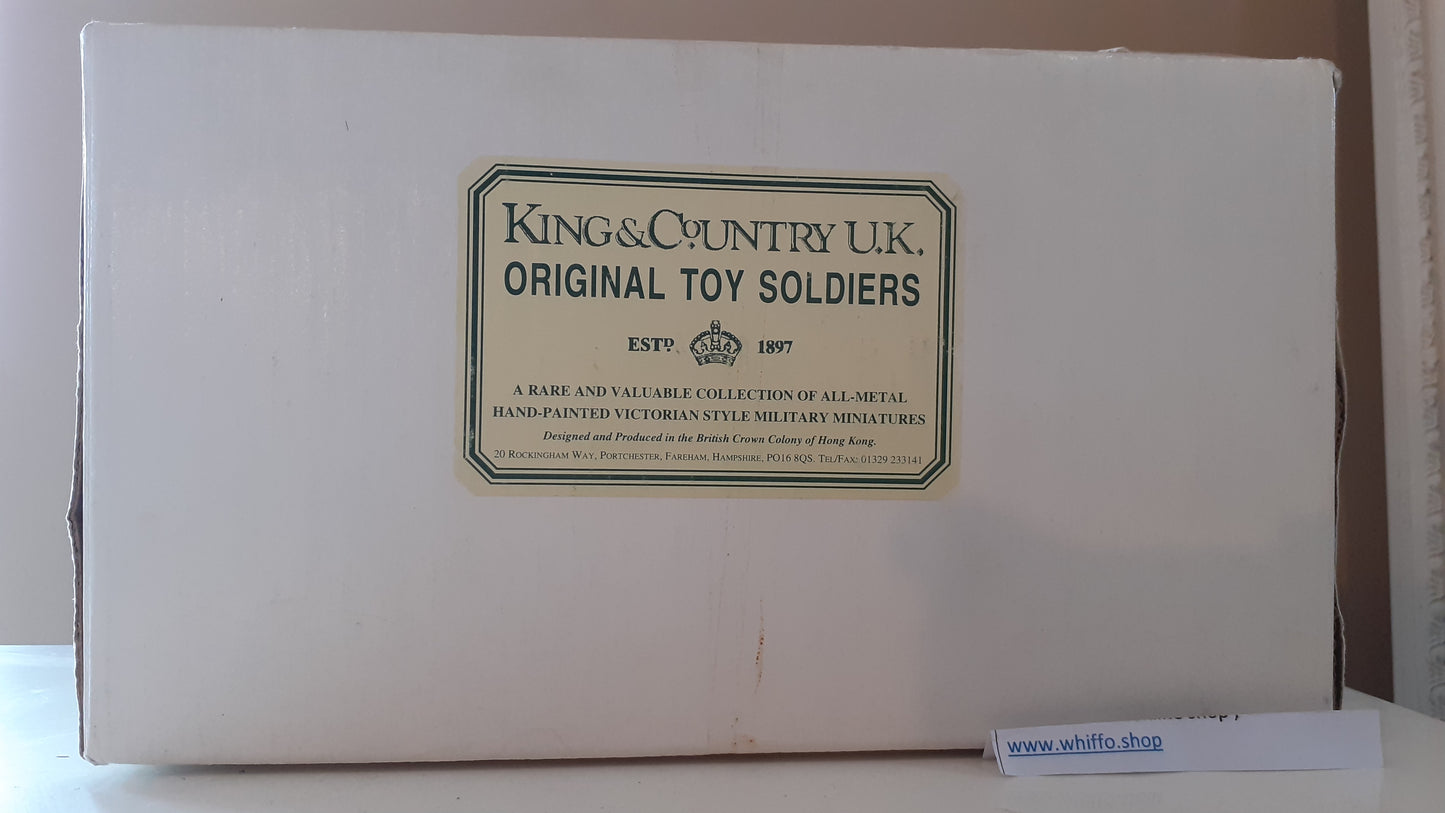 KING & CoUNTRY U.K.
ORIGINAL TOY SOLDIERS
ESTD 1897
A RARE AND VALUABLE COLLECTION OF ALL-METAL
HAND-PAINTED VICTORIAN STYLE MILITARY MINIATURES
Designed and Produced in the British Crown Colony of Hong Kong.
20 ROCKINGHAM WAY, PORTCHESTER, FAREHAM, HAMPSHIRE, PO16 8QS. TEL/FAX: 01329 233141
shop
www.whiffo.shop